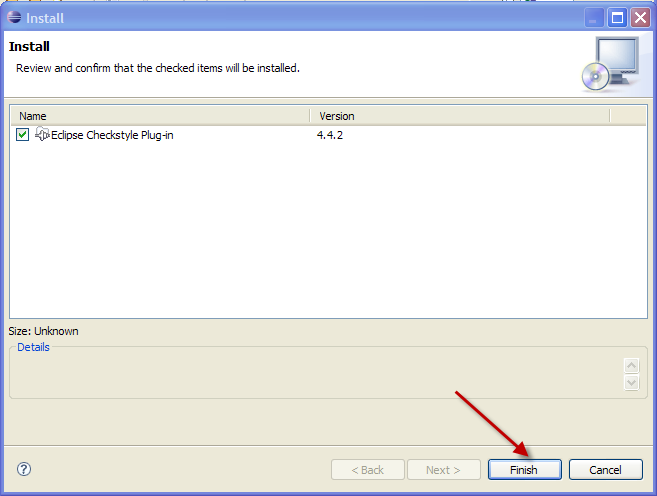 Install
Install
Review and confirm that the checked items will be installed.
Name Version
Eclipse Checkstyle Plug-in 4.4.2
Size: Unknown
Details
? < Back Next > Finish Cancel